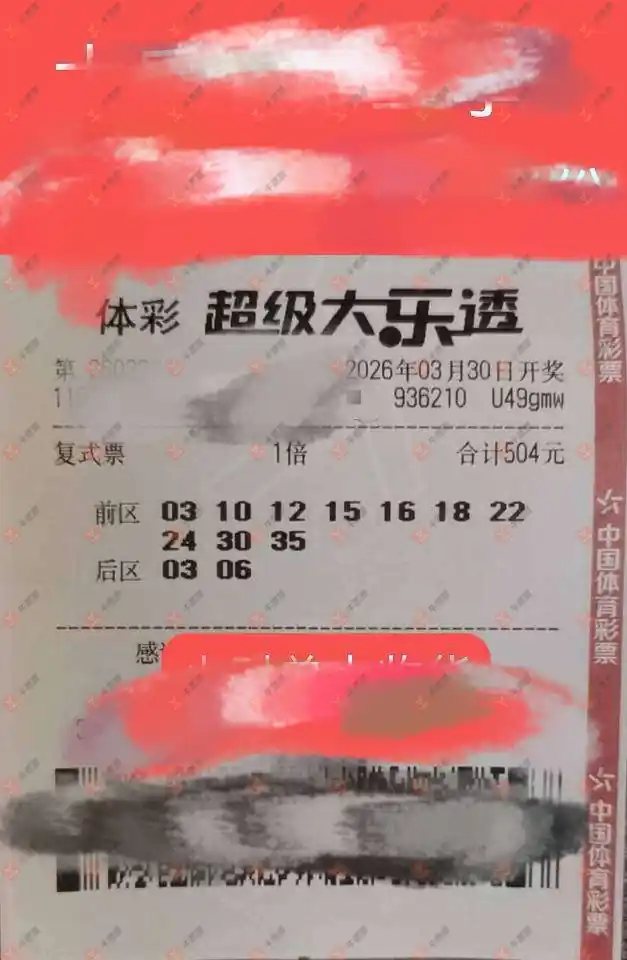 体彩 超级大乐透
第 2026年03月30日开奖
936210 U49gmw
复式票 1倍 合计504元
前区 03 10 12 15 16 18 22
24 30 35
后区 03 06
感
中国体育彩票
中国体育彩票
中国体育彩票